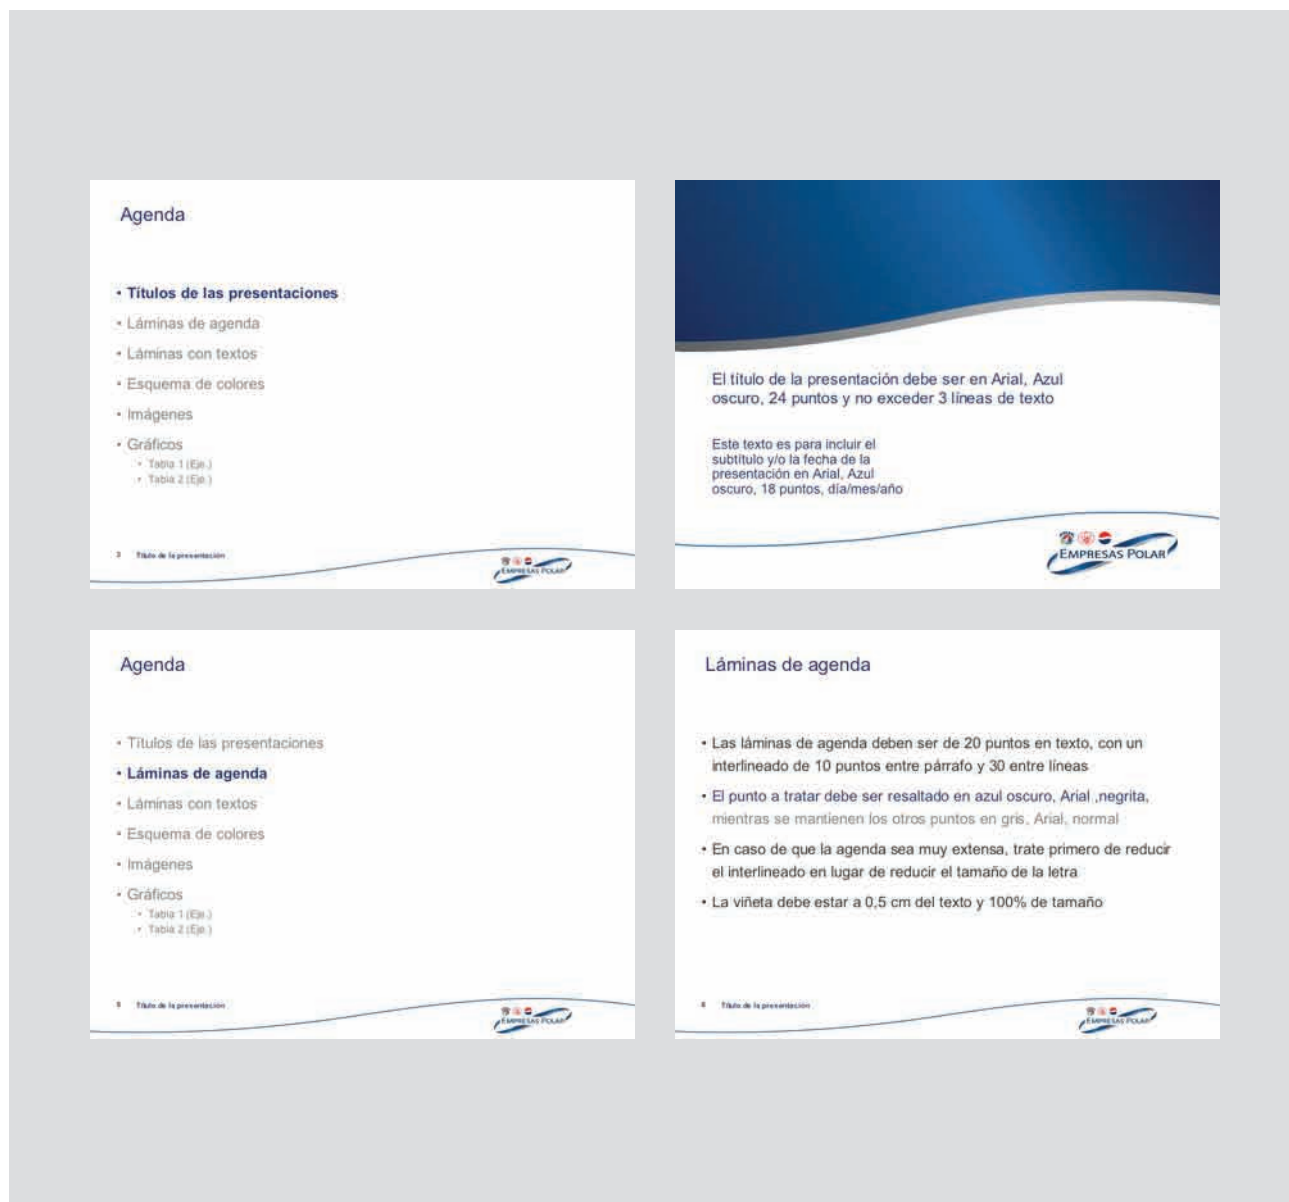 Agenda
• Títulos de las presentaciones
• Láminas de agenda
• Láminas con textos
• Esquema de colores
• Imágenes
• Gráficos
• Tabla 1 (Eje.)
• Tabla 2 (Eje.)
Título de la presentación
EMPRESAS POLAR
El título de la presentación debe ser en Arial, Azul
oscuro, 24 puntos y no exceder 3 líneas de texto
Este texto es para incluir el
subtítulo y/o la fecha de la
presentación en Arial, Azul
oscuro, 18 puntos, día/mes/año
EMPRESAS POLAR
Agenda
• Títulos de las presentaciones
• Láminas de agenda
• Láminas con textos
• Esquema de colores
• Imágenes
• Gráficos
• Tabla 1 (Eje.)
• Tabla 2 (Eje.)
Título de la presentación
EMPRESAS POLAR
Láminas de agenda
• Las láminas de agenda deben ser de 20 puntos en texto, con un
interlineado de 10 puntos entre párrafo y 30 entre líneas
• El punto a tratar debe ser resaltado en azul oscuro, Arial ,negrita,
mientras se mantienen los otros puntos en gris, Arial, normal
• En caso de que la agenda sea muy extensa, trate primero de reducir
el interlineado en lugar de reducir el tamaño de la letra
• La viñeta debe estar a 0,5 cm del texto y 100% de tamaño
Título de la presentación
EMPRESAS POLAR